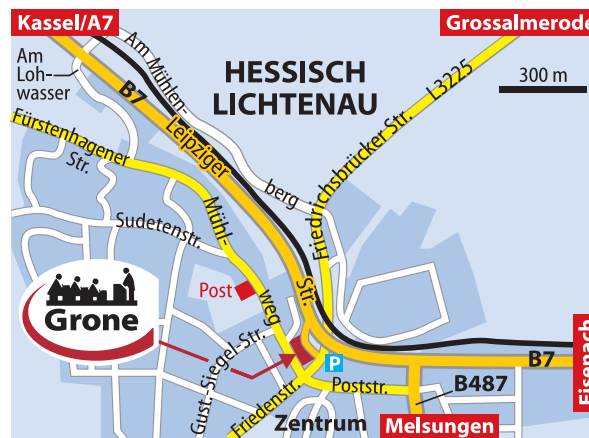 Kassel/A7
Grossalmerode
Am
Loh-
wasser
Am Mühlen-
berg
HESSISCH
LICHTENAU
L3225
300 m
B7
Leipziger
Str.
Fürstenhagener
Str.
Friedrichsbrücker Str.
Sudetenstr.
Mühl-
weg
Post
Grone
Gust.-Siegel-Str.
P
Friedenstr.
Poststr.
B7
B487
Eisenach
Zentrum
Melsungen